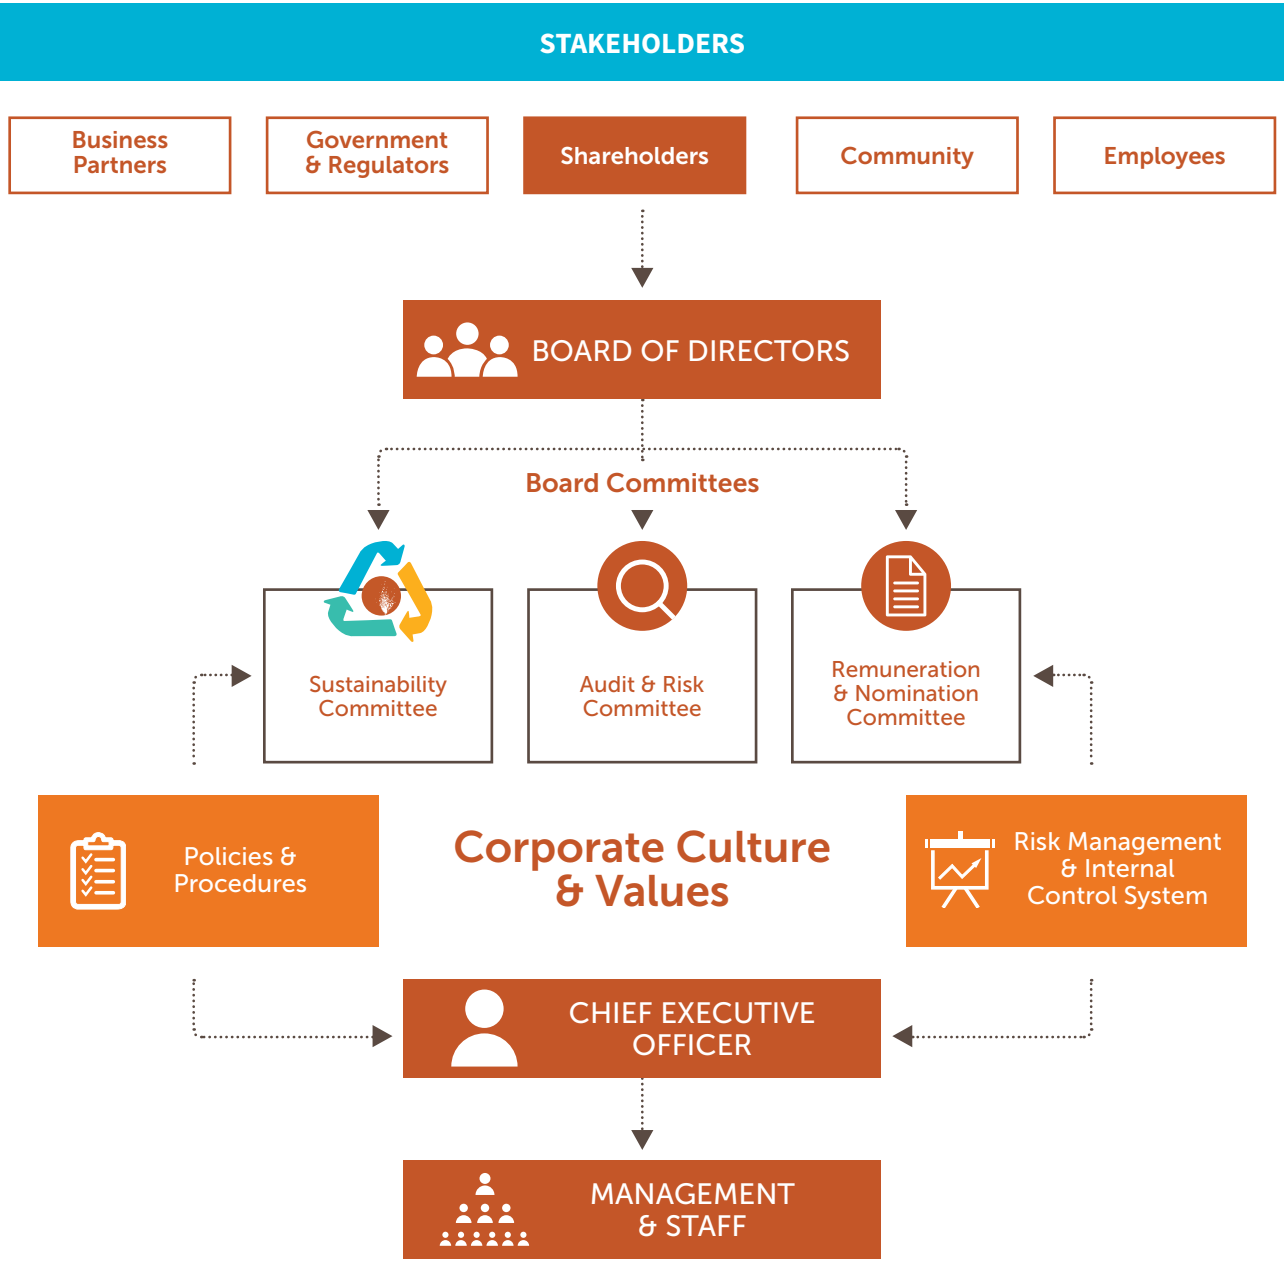 STAKEHOLDERS
Business
Partners
Government
& Regulators
Shareholders
Community
Employees
BOARD OF DIRECTORS
Board Committees
Sustainability
Committee
Audit & Risk
Committee
Remuneration
& Nomination
Committee
Policies &
Procedures
Corporate Culture
& Values
Risk Management
& Internal
Control System
CHIEF EXECUTIVE
OFFICER
MANAGEMENT
& STAFF